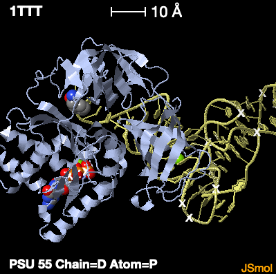 1TTT
10 Å
PSU 55 Chain=D Atom=P
JSmol